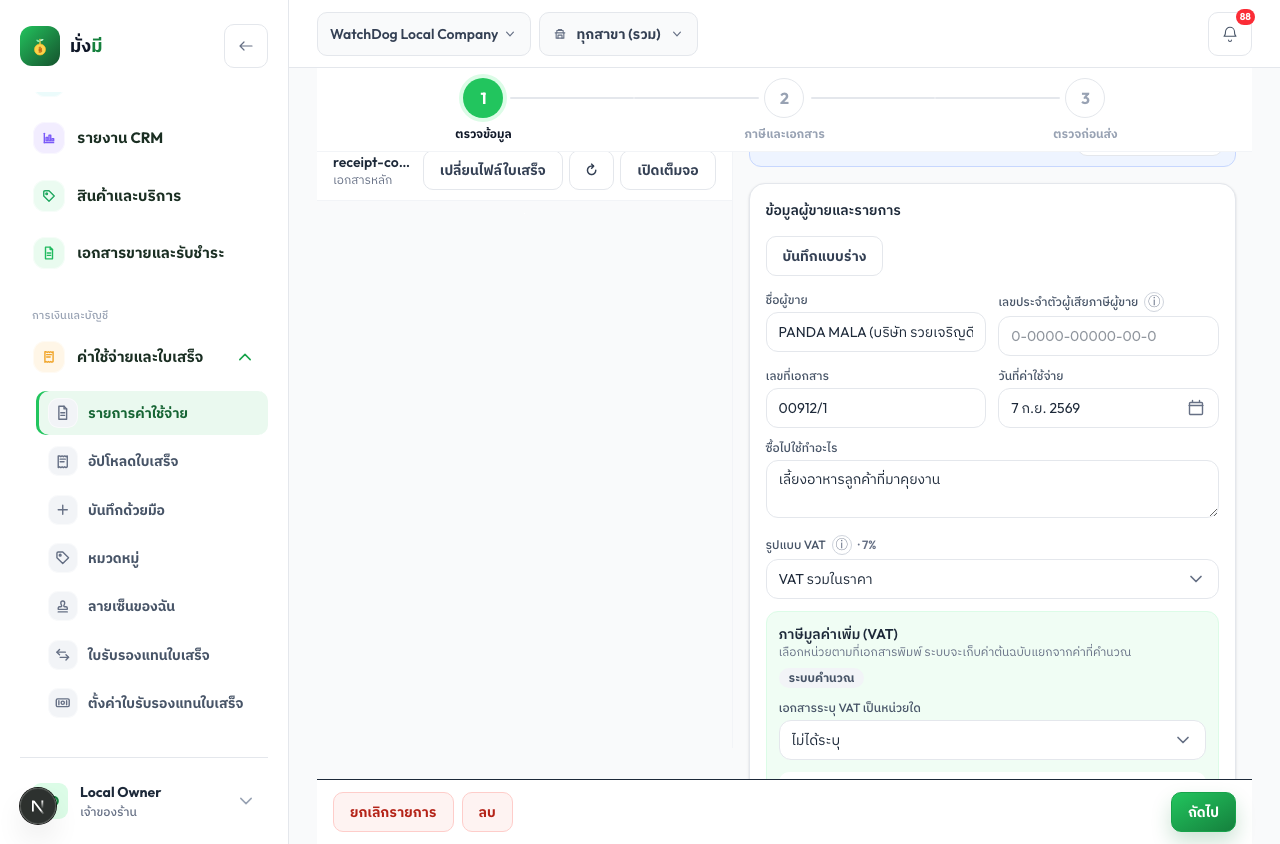 มั่งมี
WatchDog Local Company
ทุกสาขา (รวม)
88
รายงาน CRM
สินค้าและบริการ
เอกสารขายและรับชำระ
การเงินและบัญชี
ค่าใช้จ่ายและใบเสร็จ
รายการค่าใช้จ่าย
อัปโหลดใบเสร็จ
บันทึกด้วยมือ
หมวดหมู่
ลายเซ็นของฉัน
ใบรับรองแทนใบเสร็จ
ตั้งค่าใบรับรองแทนใบเสร็จ
N
Local Owner
เจ้าของร้าน
1
2
3
ตรวจข้อมูล
ภาษีและเอกสาร
ตรวจก่อนส่ง
receipt-co...
เอกสารหลัก
เปลี่ยนไฟล์ใบเสร็จ
เปิดเต็มจอ
ข้อมูลผู้ขายและรายการ
บันทึกแบบร่าง
ชื่อผู้ขาย
เลขประจำตัวผู้เสียภาษีผู้ขาย
PANDA MALA (บริษัท รวยเจริญดี
0-0000-00000-00-0
เลขที่เอกสาร
วันที่ค่าใช้จ่าย
00912/1
7 ก.ย. 2569
ซื้อไปใช้ทำอะไร
เลี้ยงอาหารลูกค้าที่มาคุยงาน
รูปแบบ VAT · 7%
VAT รวมในราคา
ภาษีมูลค่าเพิ่ม (VAT)
เลือกหน่วยตามที่เอกสารพิมพ์ ระบบจะเก็บค่าต้นฉบับแยกจากค่าที่คำนวณ
ระบบคำนวณ
เอกสารระบุ VAT เป็นหน่วยใด
ไม่ได้ระบุ
ยกเลิกรายการ
ลบ
ถัดไป